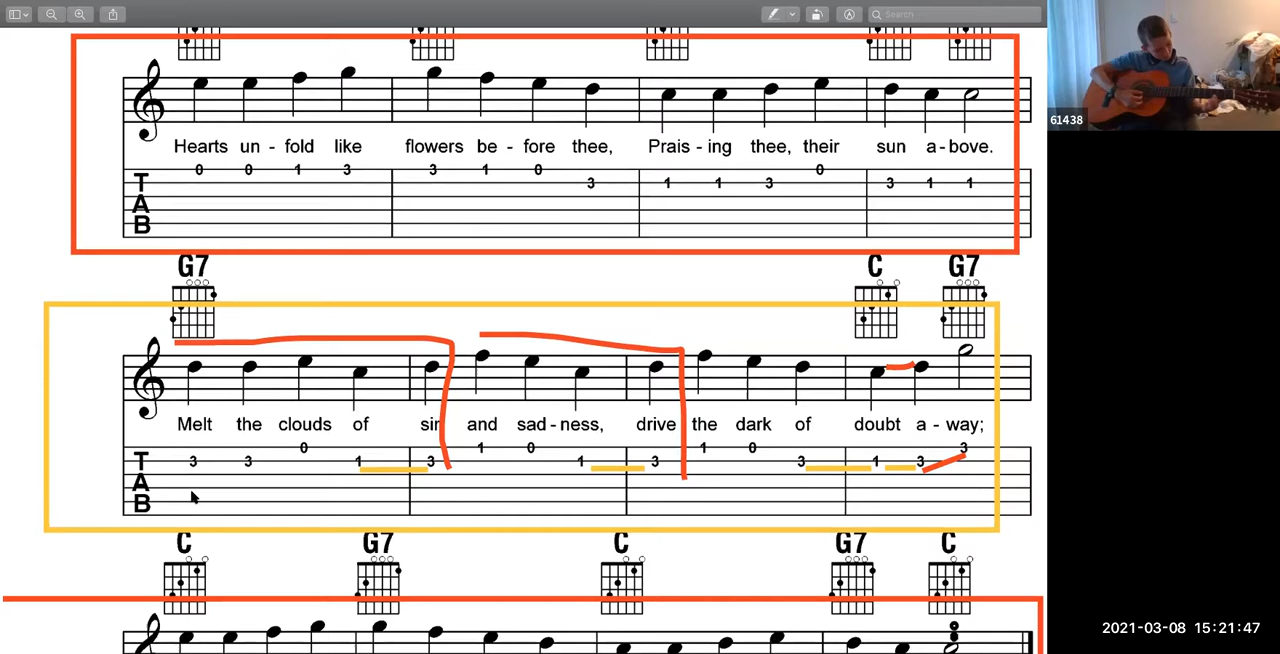 Search
61438
Hearts un - fold like flowers be - fore thee, Prais - ing thee, their sun a - bove.
0 0 1 3 3 1 0 3 1 1 3 0 3 1 1
T
A
B
G7 C G7
Melt the clouds of sin and sad - ness, drive the dark of doubt a - way;
3 3 0 1 3 1 0 1 3 1 0 3 1 3 3
T
A
B
C G7 C G7 C
2021-03-08 15:21:47